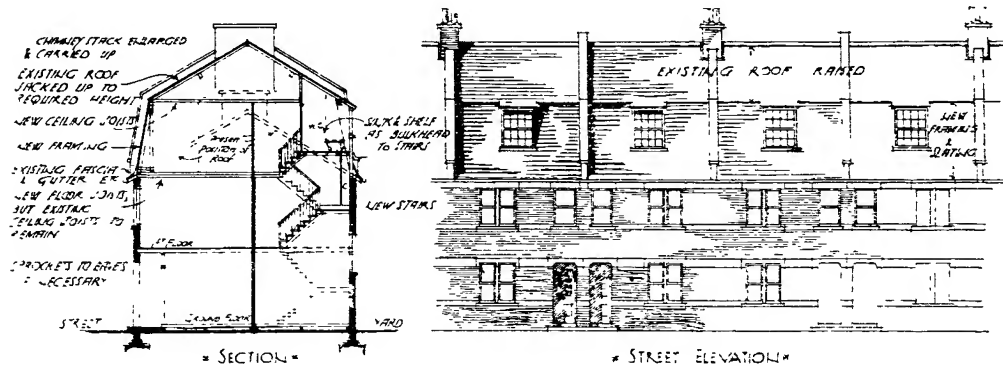 CHIMNEY STACK ENLARGED
& CARRIED UP
EXISTING ROOF
JACKED UP TO
REQUIRED HEIGHT
NEW CEILING JOISTS
NEW FRAMING
EXISTING FASCIA
& GUTTER
NEW FLOOR JOISTS,
BUT EXISTING
CEILING JOISTS TO
REMAIN
SPROCKETS TO EAVES
IF NECESSARY
PRESENT
POSITION OF
ROOF
SINK & SHELF
AS BULKHEAD
TO STAIRS
NEW STAIRS
1ST FLOOR
GROUND FLOOR
STREET
YARD
* SECTION *
EXISTING ROOF RAISED
NEW
FRAMING
&
SLATING
* STREET ELEVATION *